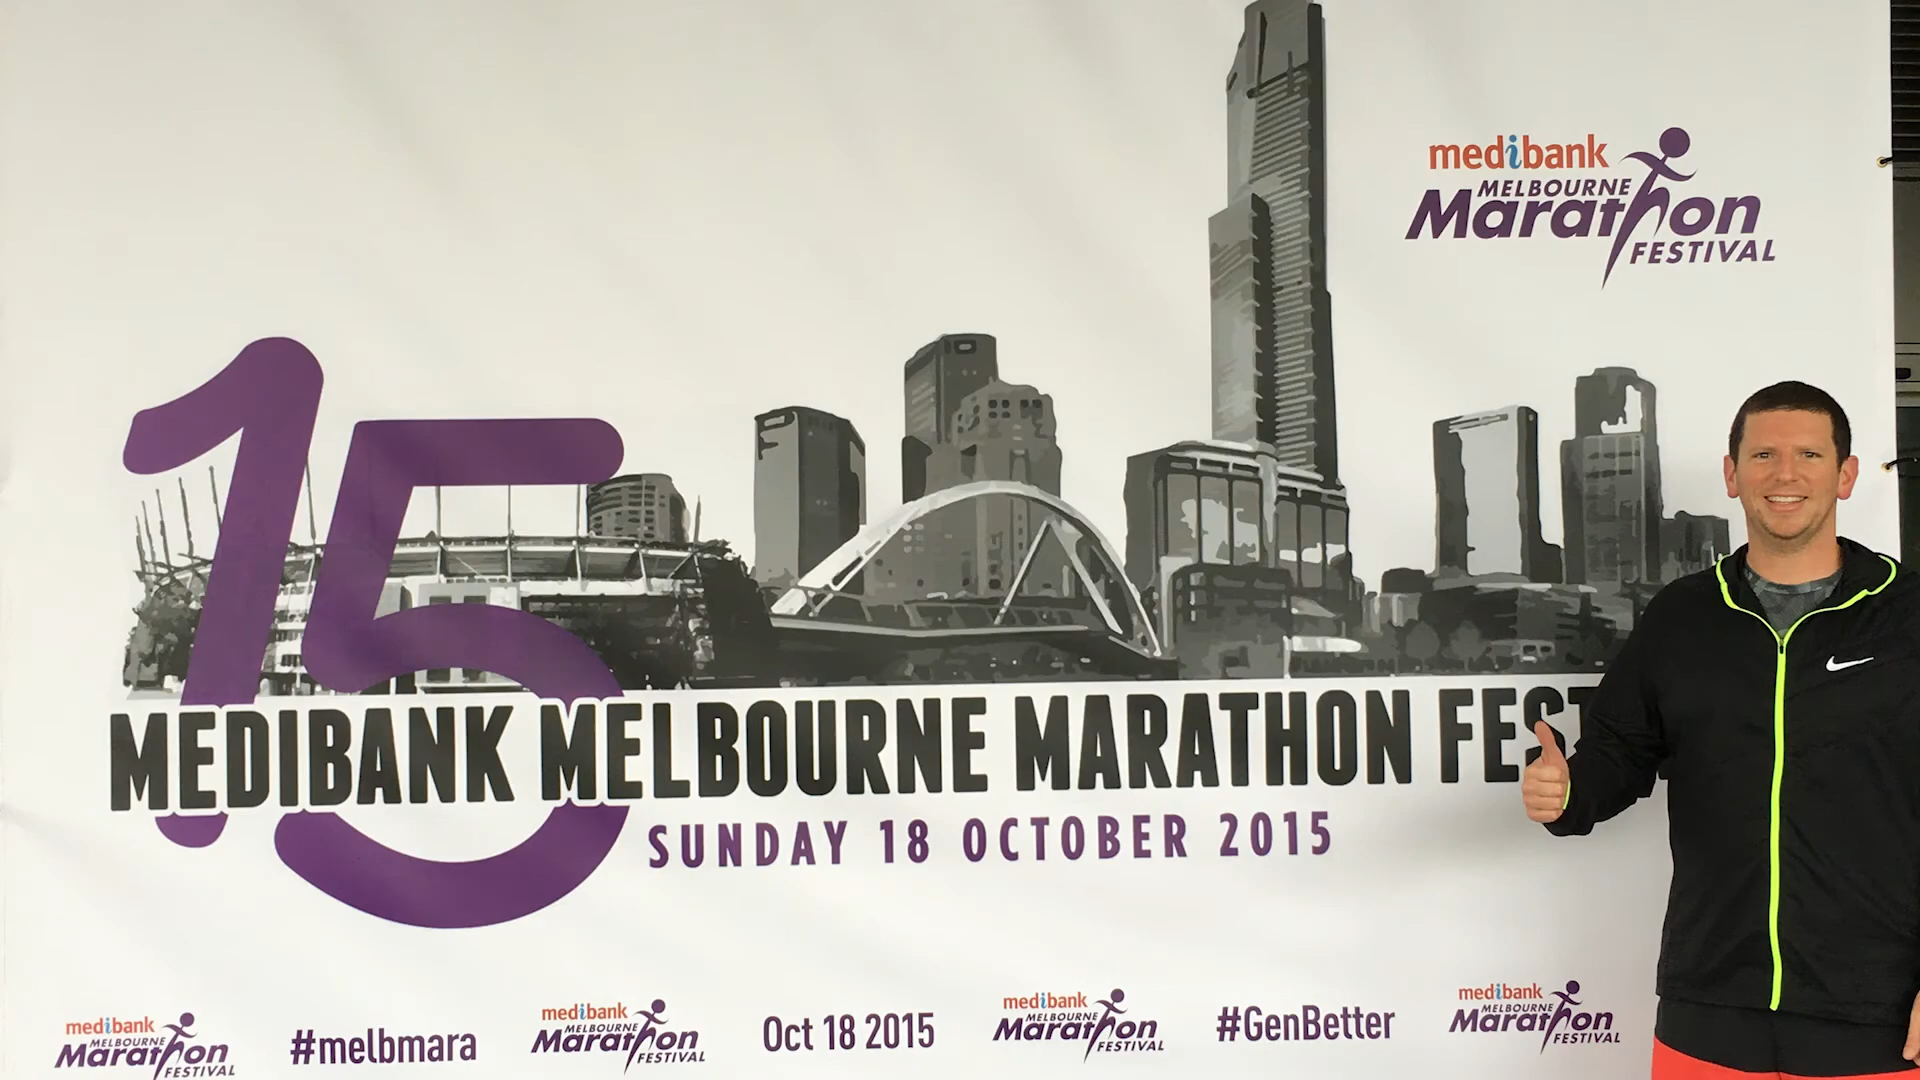 medibank
MELBOURNE
Marathon
FESTIVAL
15
MEDIBANK MELBOURNE MARATHON FEST
SUNDAY 18 OCTOBER 2015
medibank
MELBOURNE
Marathon
FESTIVAL
#melbmara
medibank
MELBOURNE
Marathon
FESTIVAL
Oct 18 2015
medibank
MELBOURNE
Marathon
FESTIVAL
#GenBetter
medibank
MELBOURNE
Marathon
FESTIVAL